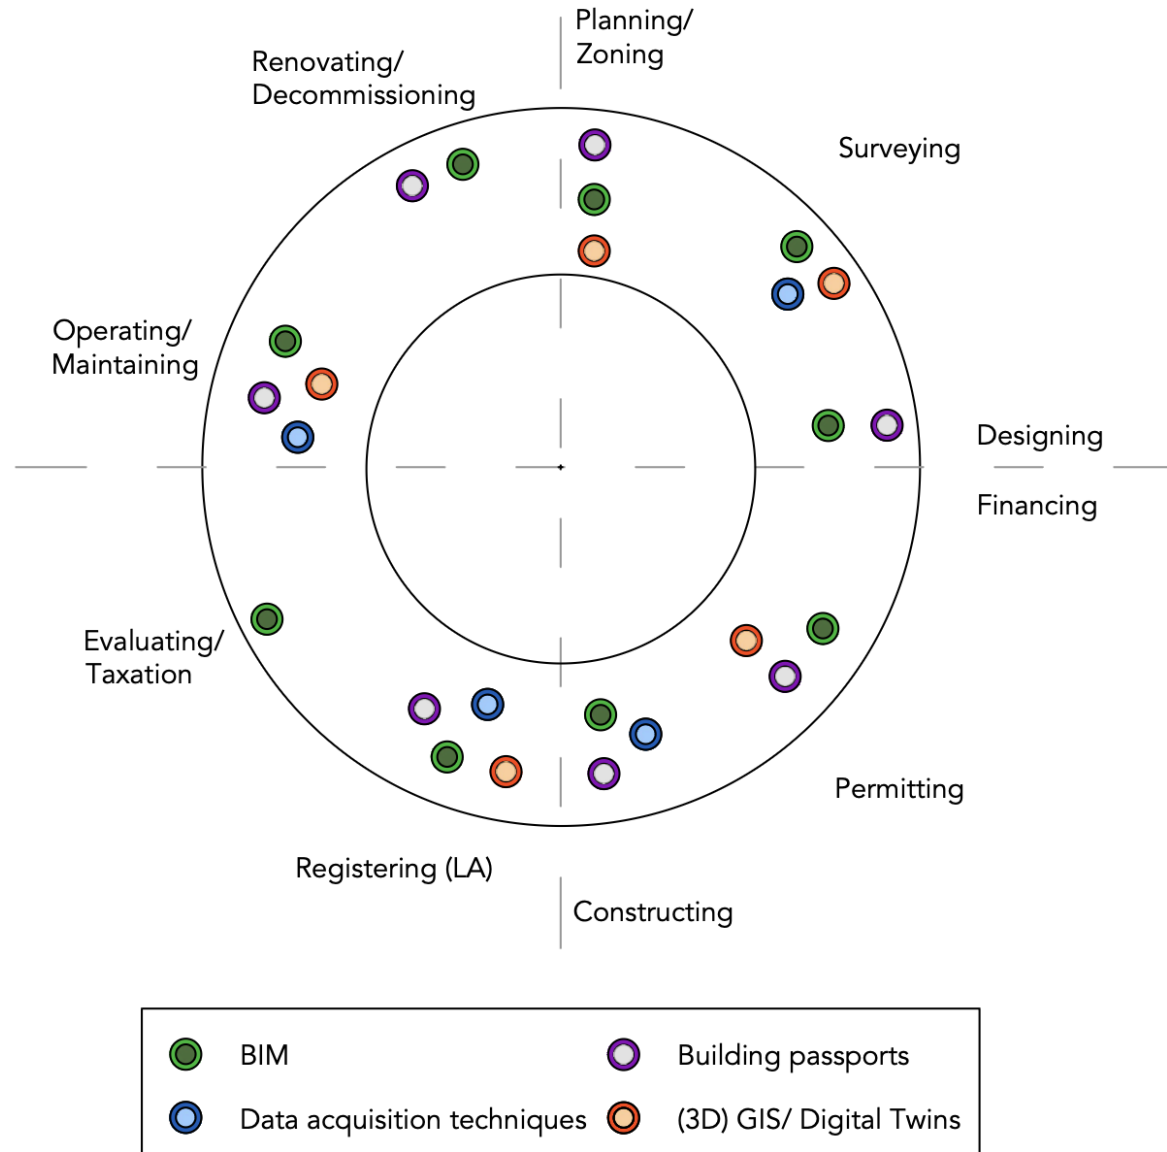 Planning/
Zoning
Renovating/
Decommissioning
Surveying
Operating/
Maintaining
Designing
Financing
Evaluating/
Taxation
Permitting
Registering (LA)
Constructing
BIM
Building passports
Data acquisition techniques
(3D) GIS/ Digital Twins